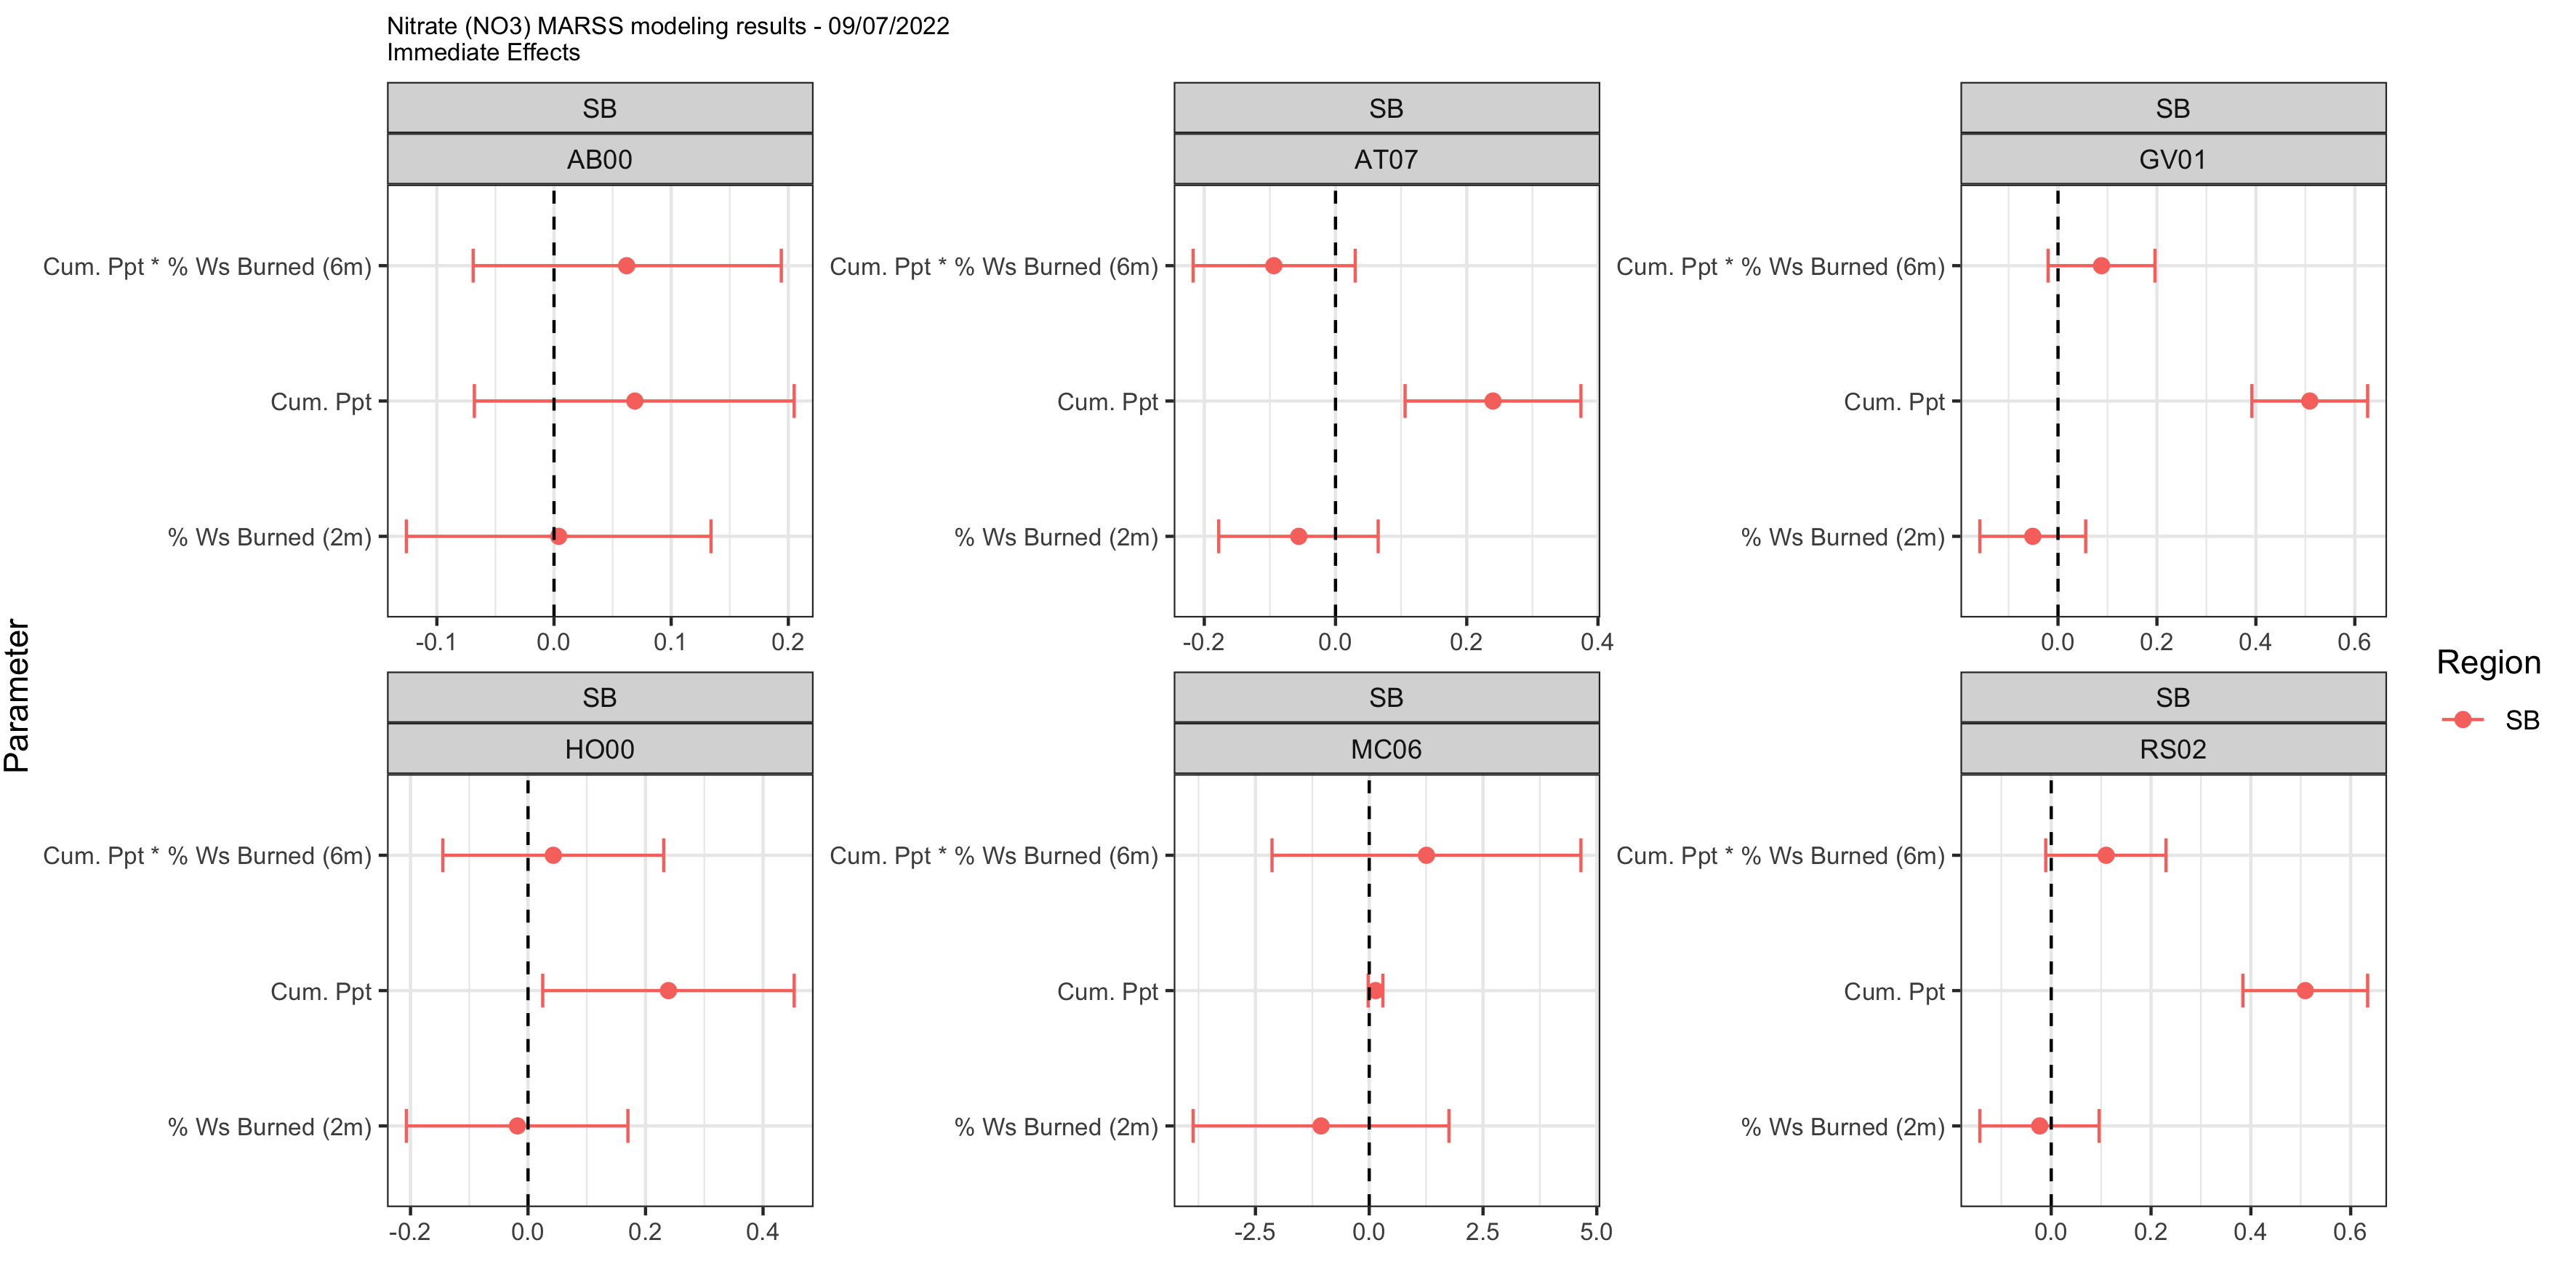 Nitrate (NO3) MARSS modeling results - 09/07/2022
Immediate Effects
SB
AB00
Cum. Ppt * % Ws Burned (6m)
Cum. Ppt
% Ws Burned (2m)
-0.1 0.0 0.1 0.2
SB
AT07
Cum. Ppt * % Ws Burned (6m)
Cum. Ppt
% Ws Burned (2m)
-0.2 0.0 0.2 0.4
SB
GV01
Cum. Ppt * % Ws Burned (6m)
Cum. Ppt
% Ws Burned (2m)
0.0 0.2 0.4 0.6
SB
HO00
Cum. Ppt * % Ws Burned (6m)
Cum. Ppt
% Ws Burned (2m)
-0.2 0.0 0.2 0.4
SB
MC06
Cum. Ppt * % Ws Burned (6m)
Cum. Ppt
% Ws Burned (2m)
-2.5 0.0 2.5 5.0
SB
RS02
Cum. Ppt * % Ws Burned (6m)
Cum. Ppt
% Ws Burned (2m)
0.0 0.2 0.4 0.6
Parameter
Region
SB